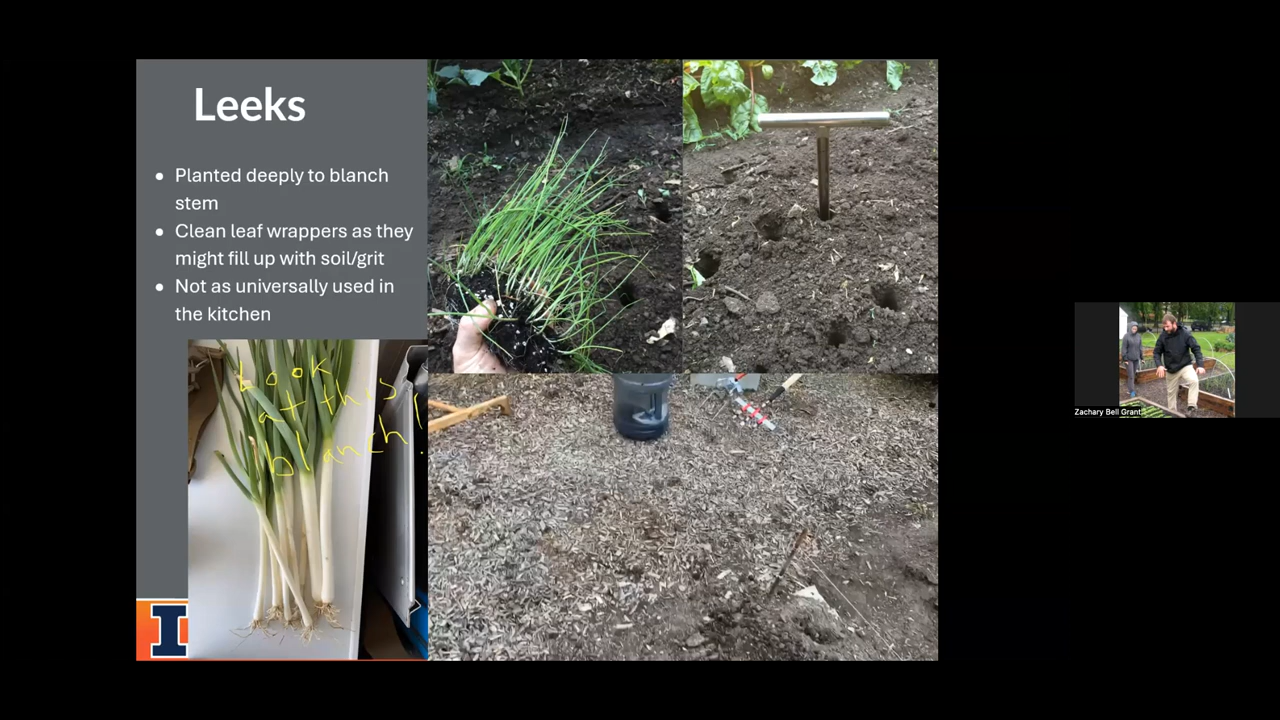 Leeks
Planted deeply to blanch
stem
Clean leaf wrappers as they
might fill up with soil/grit
Not as universally used in
the kitchen
Look
at this
blanch!
I
Zachary Bell Grant